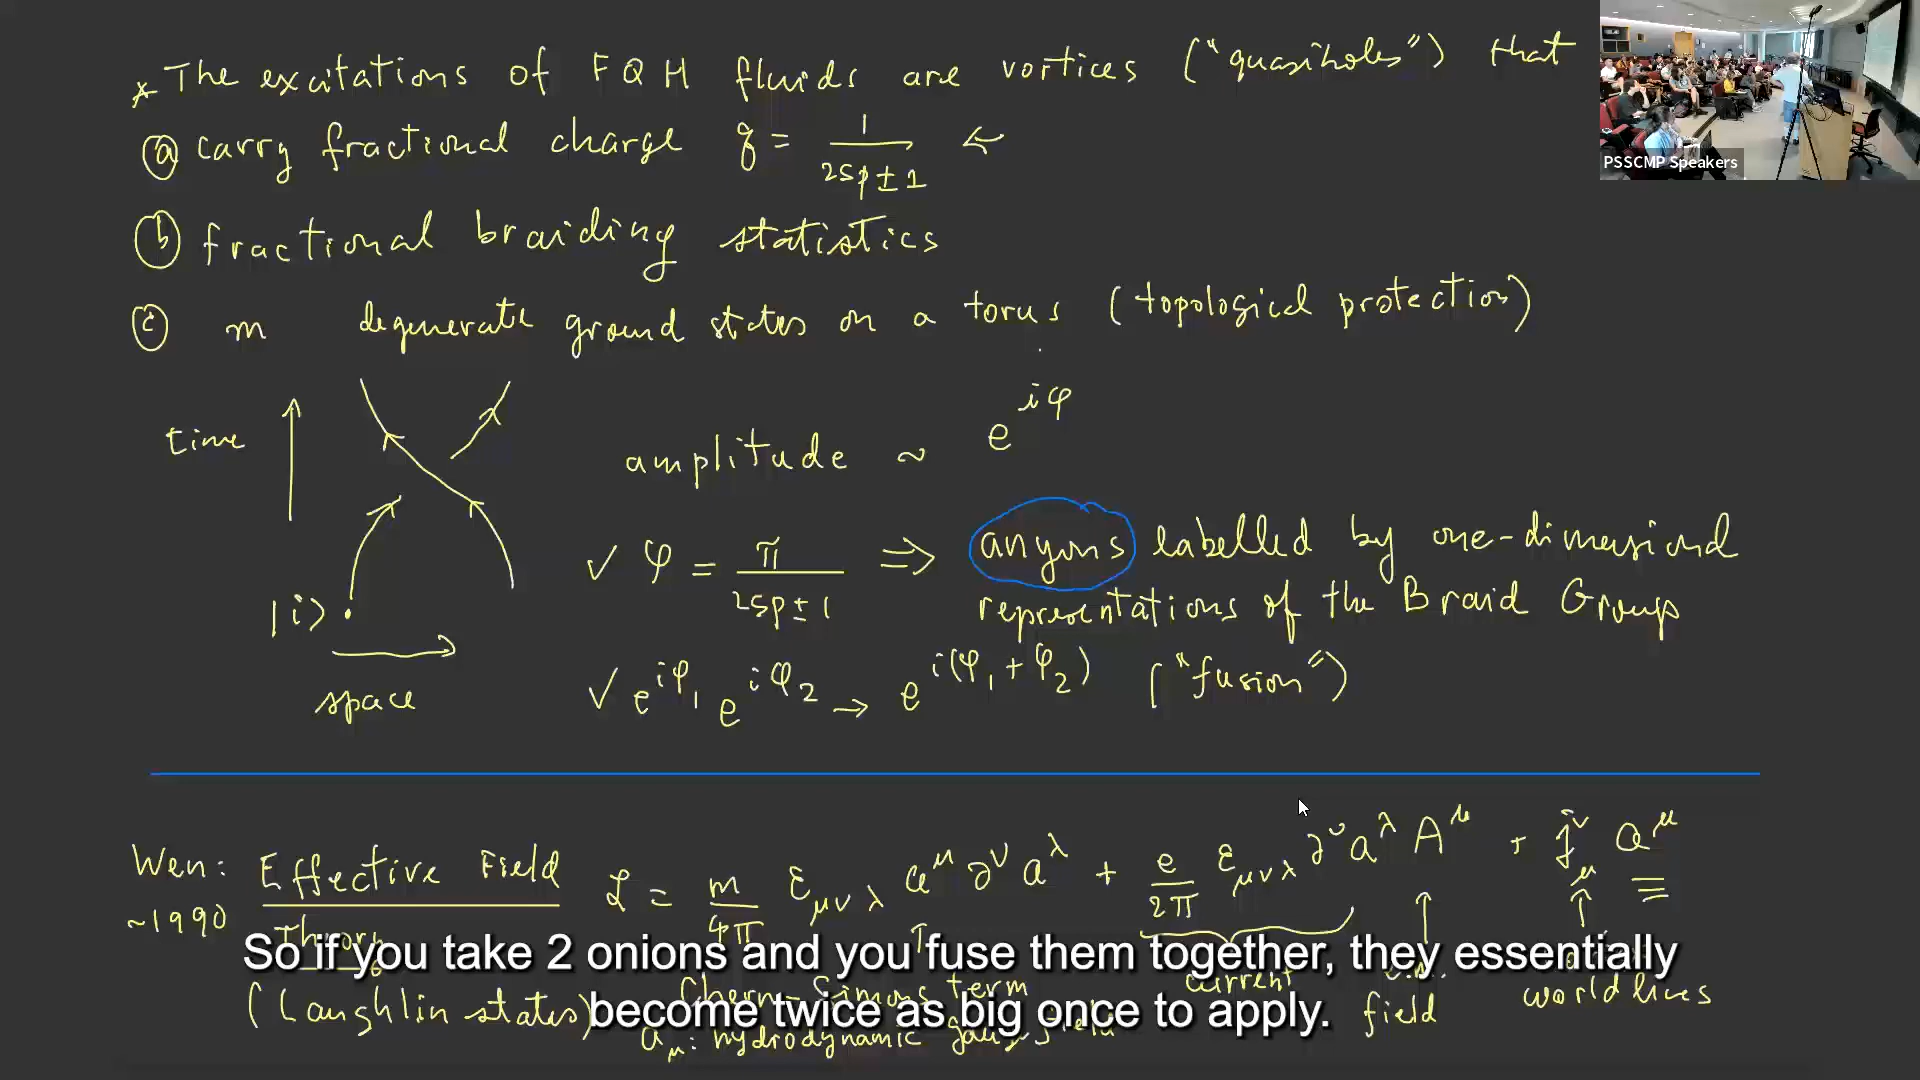 * The excitations of FQH fluids are vortices ("quasiholes") that
PSSCMP Speakers
(a) carry fractional charge q = 1/(2sp ± 1) ←
(b) fractional braiding statistics
(c) m degenerate ground states on a torus (topological protection)
time
amplitude ~ e^{iφ}
✓ φ = π/(2sp ± 1) ⇒ anyons labelled by one-dimensional
representations of the Braid Group
|i⟩
space
✓ e^{iφ₁} e^{iφ₂} → e^{i(φ₁ + φ₂)} ("fusion")
Wen: Effective Field
~1990
Theory
(Laughlin states)
ℒ = m/4π ε_{μνλ} a^μ ∂^ν a^λ + e/2π ε_{μνλ} ∂^ν a^λ A^μ + j^v_μ a^μ
Chern-Simons term
current
field
world lines
a_μ: hydrodynamic gauge field
So if you take 2 onions and you fuse them together, they essentially
become twice as big once to apply.